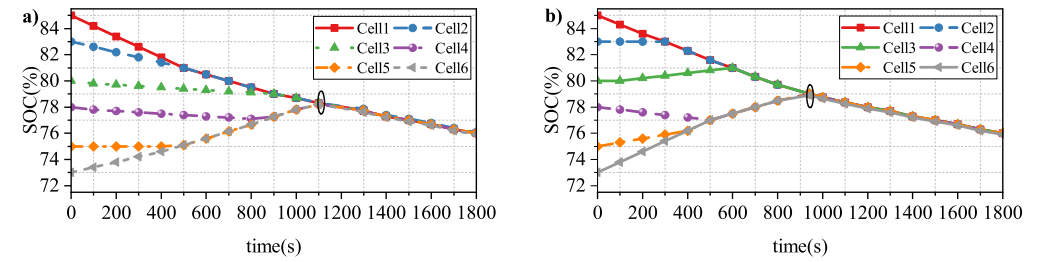 a)
Cell1 Cell2
Cell3 Cell4
Cell5 Cell6
SOC(%)
84
82
80
78
76
74
72
0 200 400 600 800 1000 1200 1400 1600 1800
time(s)
b)
Cell1 Cell2
Cell3 Cell4
Cell5 Cell6
SOC(%)
84
82
80
78
76
74
72
0 200 400 600 800 1000 1200 1400 1600 1800
time(s)